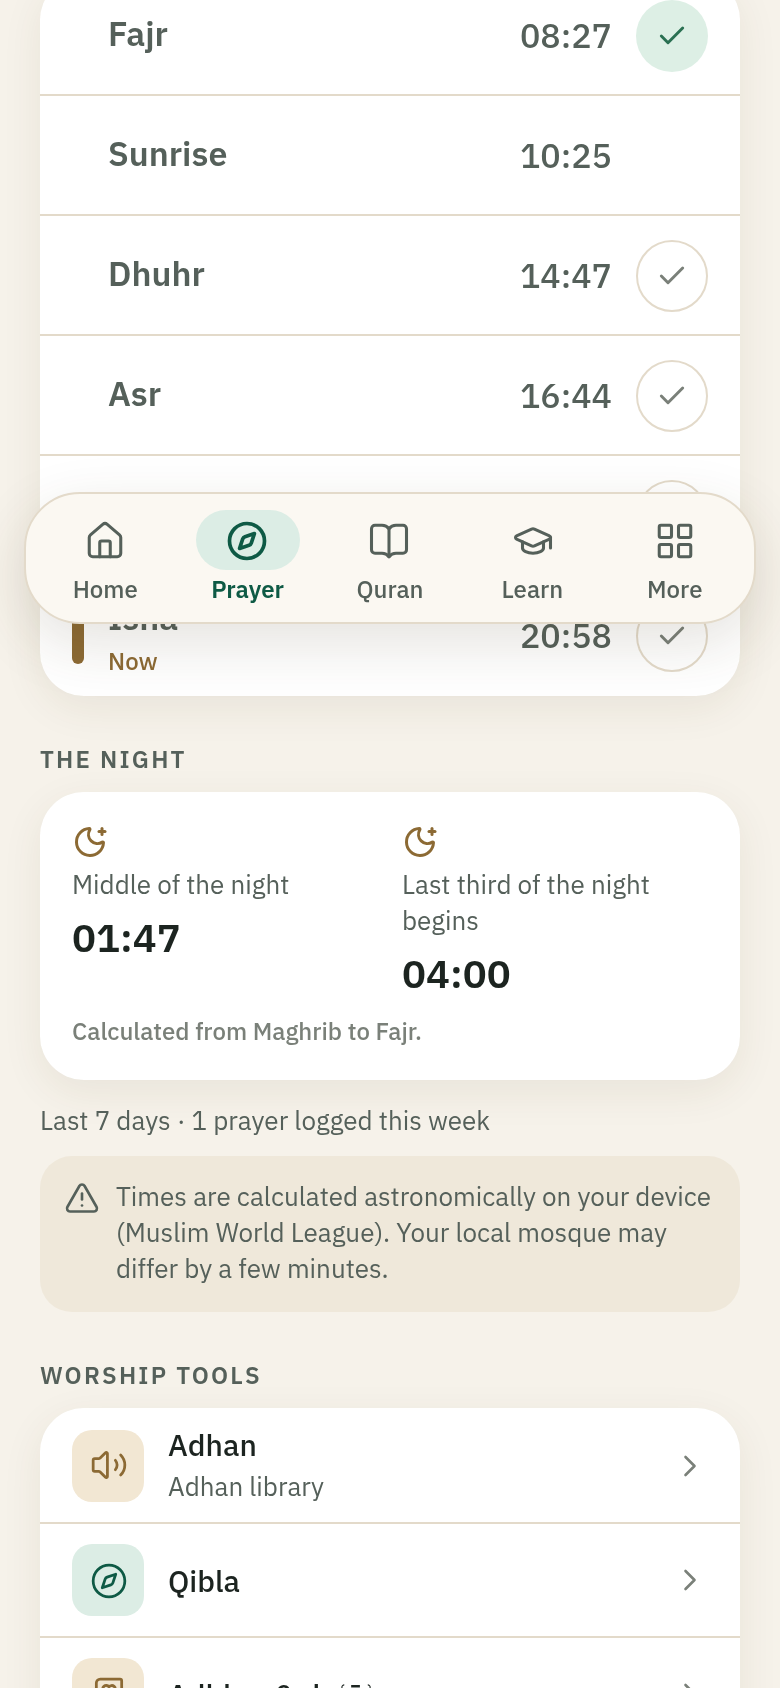 Fajr 08:27
Sunrise 10:25
Dhuhr 14:47
Asr 16:44
Home Prayer Quran Learn More
Isha 20:58
Now
THE NIGHT
Middle of the night
01:47
Last third of the night
begins
04:00
Calculated from Maghrib to Fajr.
Last 7 days · 1 prayer logged this week
Times are calculated astronomically on your device
(Muslim World League). Your local mosque may
differ by a few minutes.
WORSHIP TOOLS
Adhan
Adhan library
Qibla